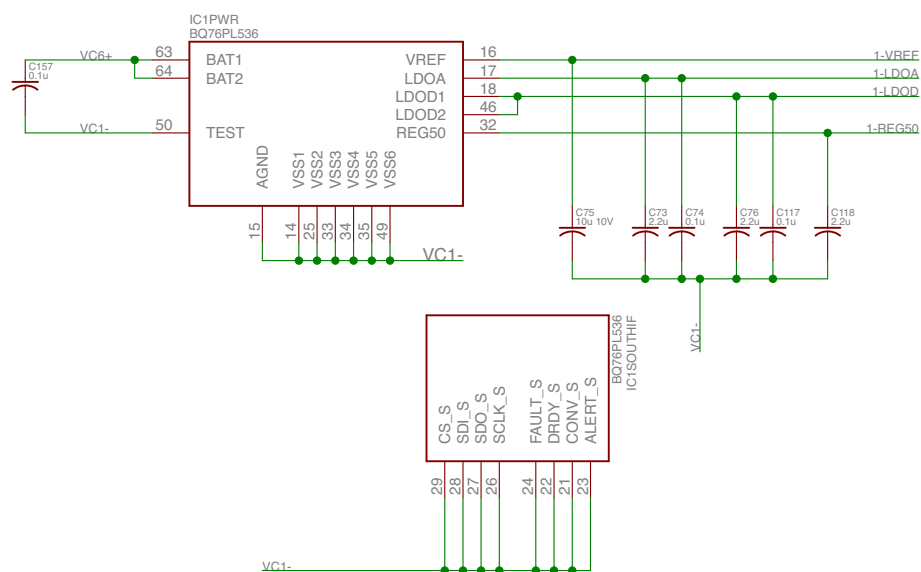 IC1PWR
BQ76PL536
VC6+
63
BAT1
64
BAT2
C157
0.1u
VC1-
50
TEST
VREF
16
1-VREF
LDOA
17
1-LDOA
LDOD1
18
1-LDOD
LDOD2
46
REG50
32
1-REG50
AGND
VSS1
VSS2
VSS3
VSS4
VSS5
VSS6
15
14
25
33
34
35
49
VC1-
C75
10u 10V
C73
2.2u
C74
0.1u
C76
2.2u
C117
0.1u
C118
2.2u
VC1-
BQ76PL536
IC1SOUTHIF
CS_S
SDI_S
SDO_S
SCLK_S
FAULT_S
DRDY_S
CONV_S
ALERT_S
29
28
27
26
24
22
21
23
VC1-